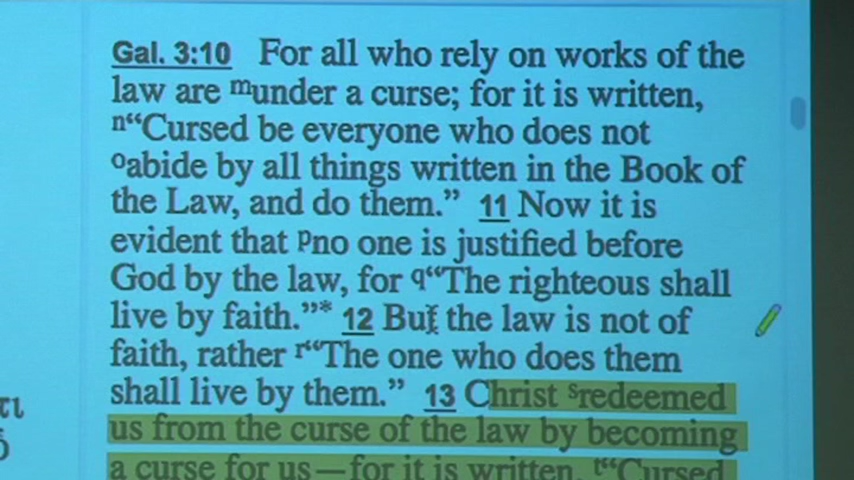 Gal. 3:10 For all who rely on works of the
law are munder a curse; for it is written,
n“Cursed be everyone who does not
oabide by all things written in the Book of
the Law, and do them.” 11 Now it is
evident that pno one is justified before
God by the law, for q“The righteous shall
live by faith.”* 12 But the law is not of
faith, rather r“The one who does them
shall live by them.” 13 Christ sredeemed
us from the curse of the law by becoming
a curse for us—for it is written, t“Cursed
τι